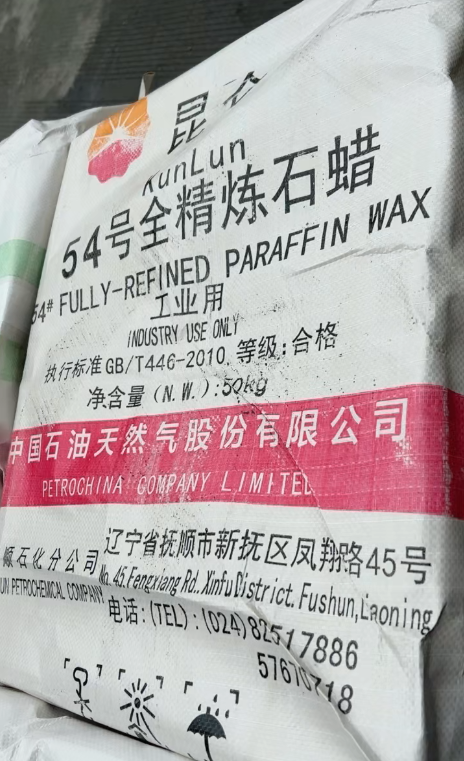 昆仑
KunLun
54号全精炼石蜡
54# FULLY-REFINED PARAFFIN WAX
工业用
INDUSTRY USE ONLY
执行标准GB/T446-2010.等级:合格
净含量(N.W.):50kg
中国石油天然气股份有限公司
PETROCHINA COMPANY LIMITED
石化分公司
辽宁省抚顺市新抚区凤翔路45号
PETROCHEMICAL COMPANY
No.45,Fengxiang Rd. XinfuDistrict. Fushun,Liaoning
电话:(TEL):(024)82517886